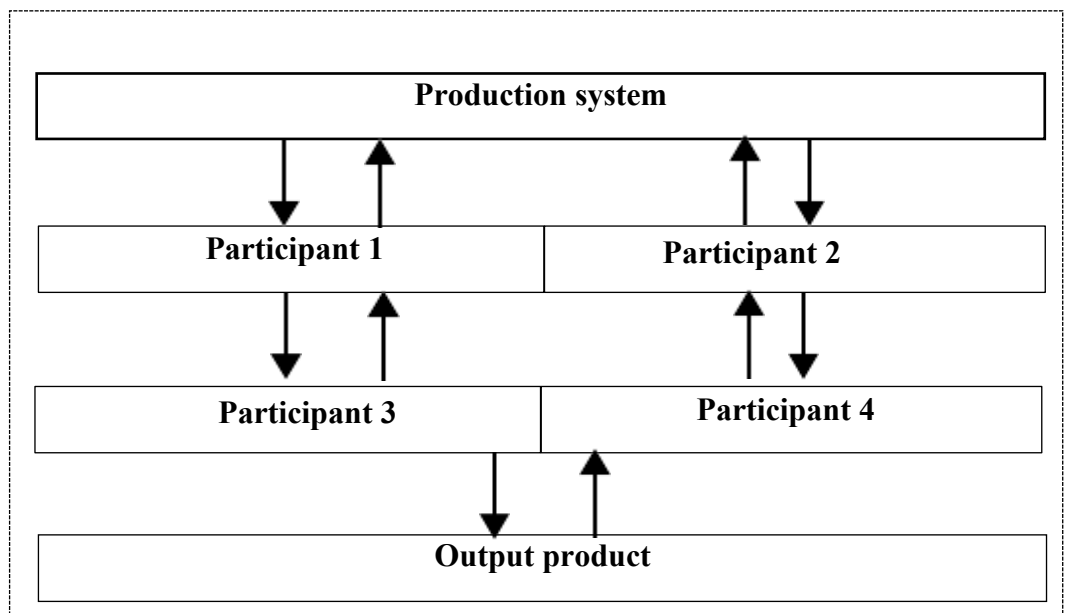 Production system
Participant 1
Participant 2
Participant 3
Participant 4
Output product